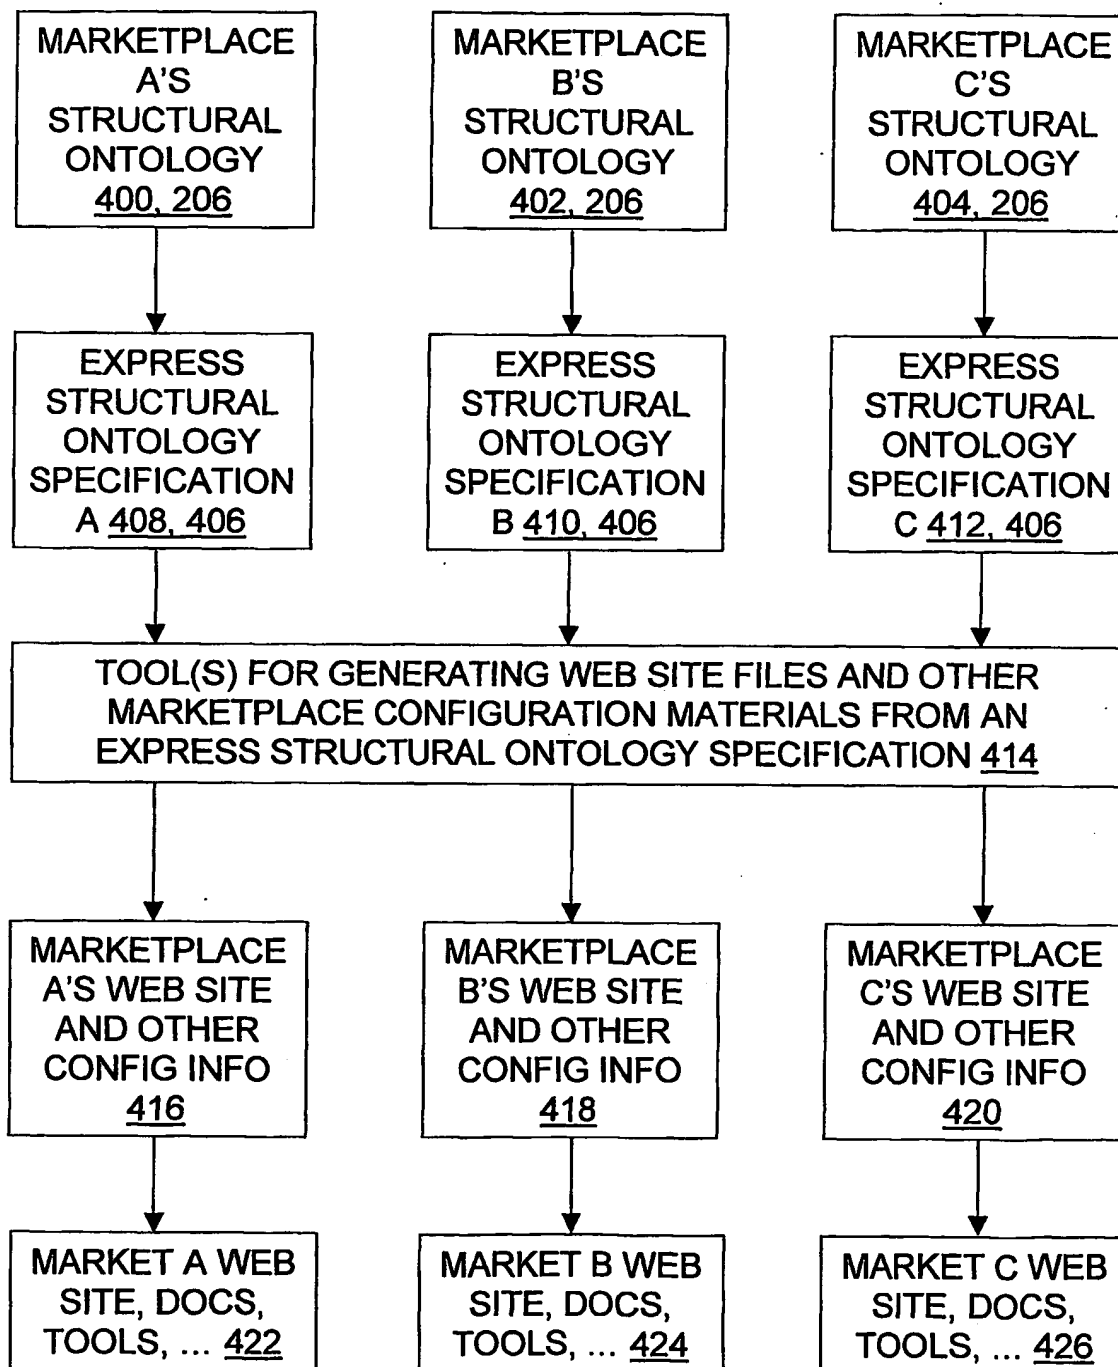 MARKETPLACE
A'S
STRUCTURAL
ONTOLOGY
400, 206
MARKETPLACE
B'S
STRUCTURAL
ONTOLOGY
402, 206
MARKETPLACE
C'S
STRUCTURAL
ONTOLOGY
404, 206
EXPRESS
STRUCTURAL
ONTOLOGY
SPECIFICATION
A 408, 406
EXPRESS
STRUCTURAL
ONTOLOGY
SPECIFICATION
B 410, 406
EXPRESS
STRUCTURAL
ONTOLOGY
SPECIFICATION
C 412, 406
TOOL(S) FOR GENERATING WEB SITE FILES AND OTHER
MARKETPLACE CONFIGURATION MATERIALS FROM AN
EXPRESS STRUCTURAL ONTOLOGY SPECIFICATION 414
MARKETPLACE
A'S WEB SITE
AND OTHER
CONFIG INFO
416
MARKETPLACE
B'S WEB SITE
AND OTHER
CONFIG INFO
418
MARKETPLACE
C'S WEB SITE
AND OTHER
CONFIG INFO
420
MARKET A WEB
SITE, DOCS,
TOOLS, ... 422
MARKET B WEB
SITE, DOCS,
TOOLS, ... 424
MARKET C WEB
SITE, DOCS,
TOOLS, ... 426